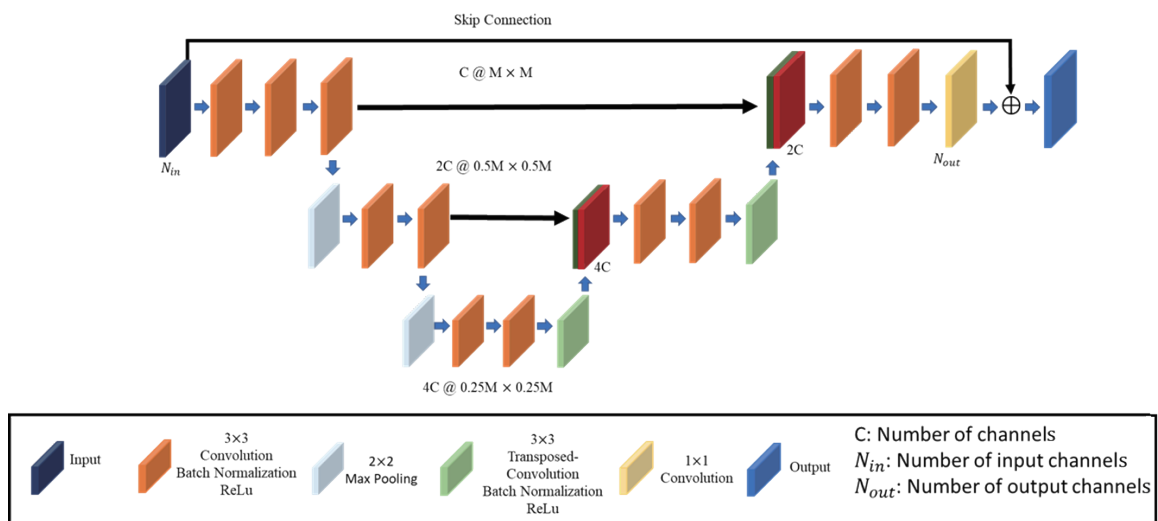 Skip Connection
C @ M × M
N_in
2C
N_out
2C @ 0.5M × 0.5M
4C
4C @ 0.25M × 0.25M
Input
3×3
Convolution
Batch Normalization
ReLu
2×2
Max Pooling
3×3
Transposed-
Convolution
Batch Normalization
ReLu
1×1
Convolution
Output
C: Number of channels
N_in: Number of input channels
N_out: Number of output channels